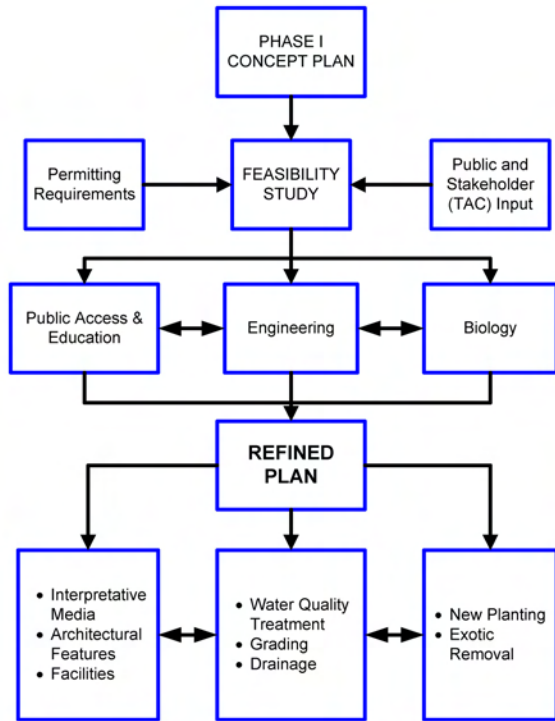 PHASE I
CONCEPT PLAN
Permitting
Requirements
FEASIBILITY
STUDY
Public and
Stakeholder
(TAC) Input
Public Access &
Education
Engineering
Biology
REFINED
PLAN
• Interpretative
Media
• Architectural
Features
• Facilities
• Water Quality
Treatment
• Grading
• Drainage
• New Planting
• Exotic
Removal